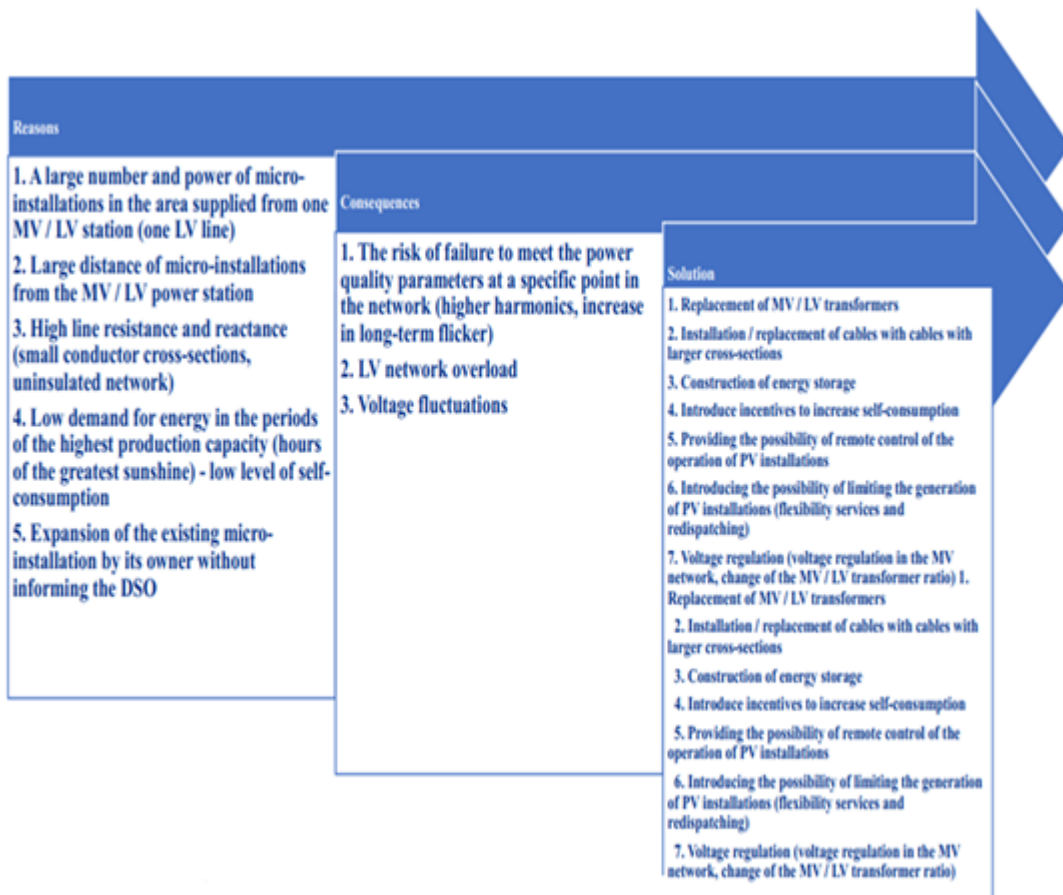 Reasons
1. A large number and power of micro-
installations in the area supplied from one
MV / LV station (one LV line)
2. Large distance of micro-installations
from the MV / LV power station
3. High line resistance and reactance
(small conductor cross-sections,
uninsulated network)
4. Low demand for energy in the periods
of the highest production capacity (hours
of the greatest sunshine) - low level of self-
consumption
5. Expansion of the existing micro-
installation by its owner without
informing the DSO
Consequences
1. The risk of failure to meet the power
quality parameters at a specific point in
the network (higher harmonics, increase
in long-term flicker)
2. LV network overload
3. Voltage fluctuations
Solution
1. Replacement of MV / LV transformers
2. Installation / replacement of cables with cables with
larger cross-sections
3. Construction of energy storage
4. Introduce incentives to increase self-consumption
5. Providing the possibility of remote control of the
operation of PV installations
6. Introducing the possibility of limiting the generation
of PV installations (flexibility services and
redispatching)
7. Voltage regulation (voltage regulation in the MV
network, change of the MV / LV transformer ratio) 1.
Replacement of MV / LV transformers
2. Installation / replacement of cables with cables with
larger cross-sections
3. Construction of energy storage
4. Introduce incentives to increase self-consumption
5. Providing the possibility of remote control of the
operation of PV installations
6. Introducing the possibility of limiting the generation
of PV installations (flexibility services and
redispatching)
7. Voltage regulation (voltage regulation in the MV
network, change of the MV / LV transformer ratio)